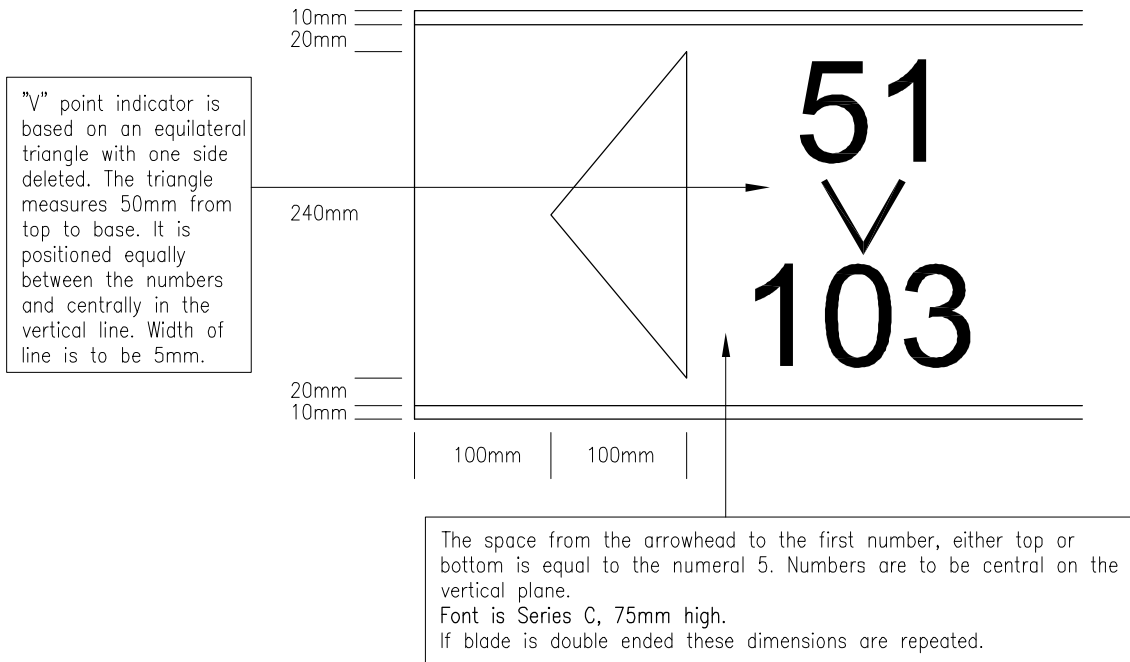 10mm
20mm
51
"V" point indicator is
based on an equilateral
triangle with one side
deleted. The triangle
measures 50mm from
top to base. It is
positioned equally
between the numbers
and centrally in the
vertical line. Width of
line is to be 5mm.
240mm
103
20mm
10mm
100mm
100mm
The space from the arrowhead to the first number, either top or
bottom is equal to the numeral 5. Numbers are to be central on the
vertical plane.
Font is Series C, 75mm high.
If blade is double ended these dimensions are repeated.